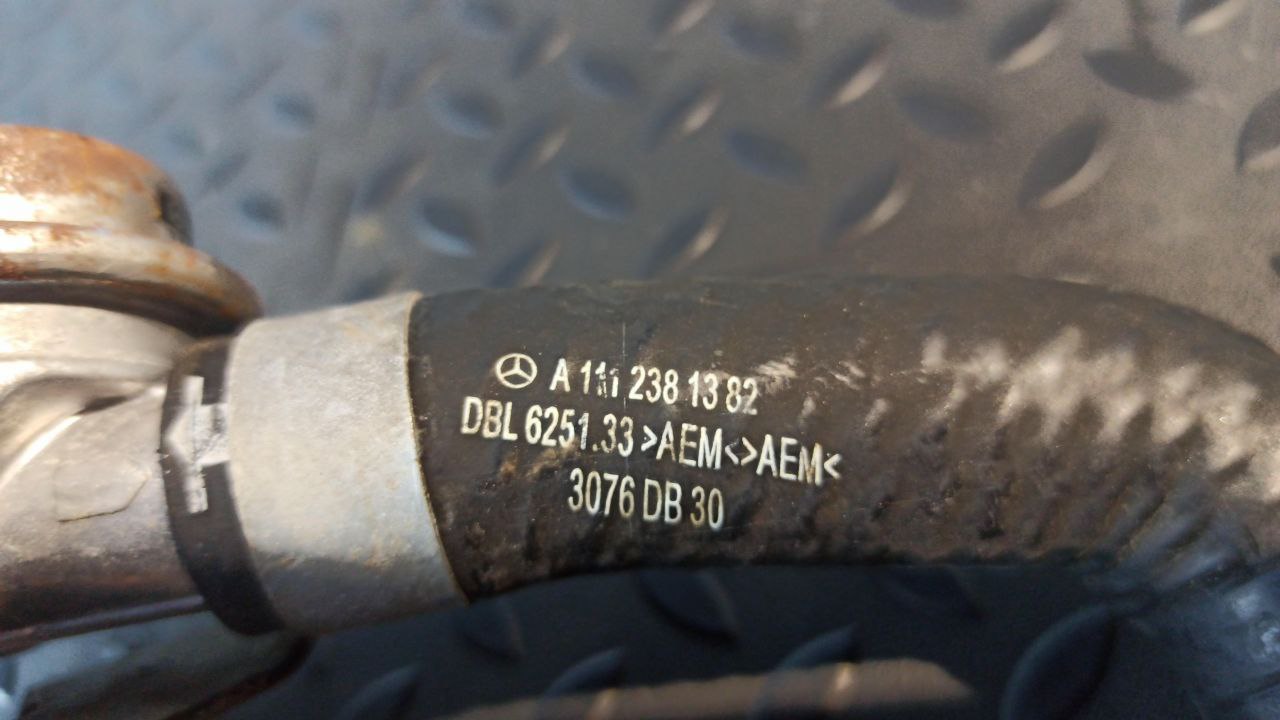 A 111 238 13 82
DBL 6251.33 >AEM<>AEM<
3076 DB 30